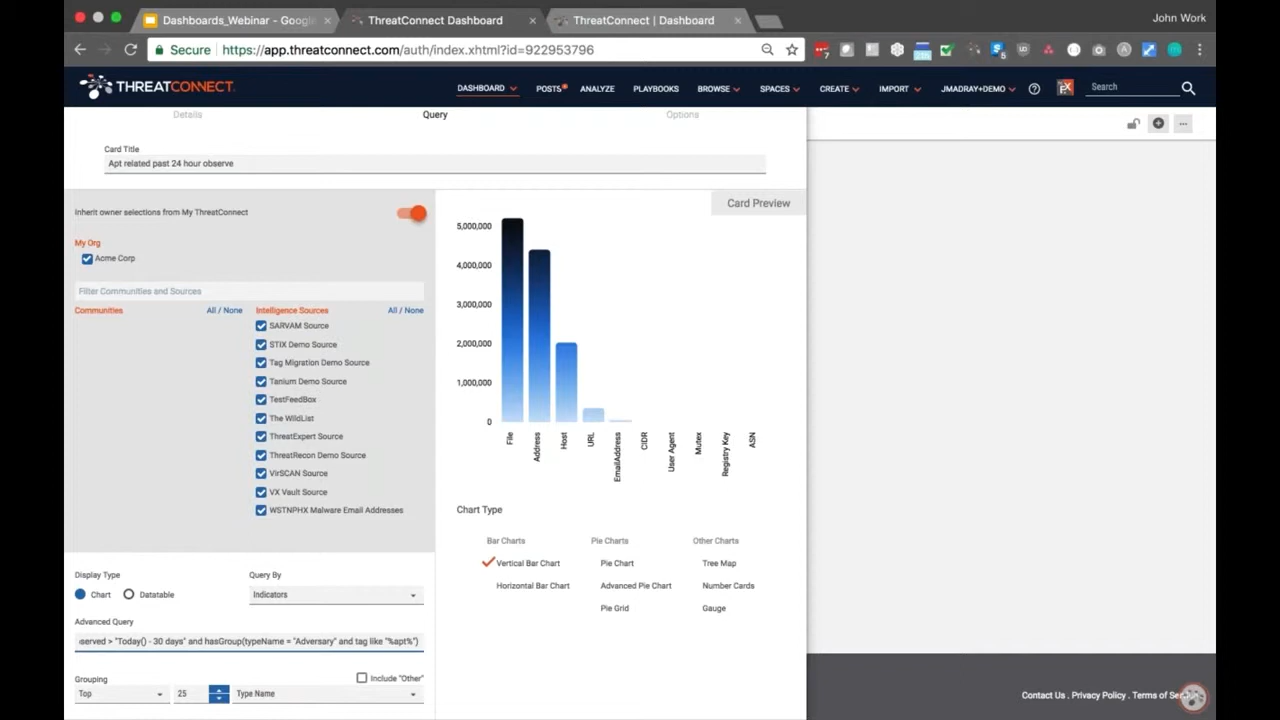 Dashboards_Webinar - Googl
ThreatConnect Dashboard
ThreatConnect | Dashboard
John Work
Secure
https://app.threatconnect.com/auth/index.xhtml?id=922953796
THREATCONNECT
DASHBOARD
POSTS
ANALYZE
PLAYBOOKS
BROWSE
SPACES
CREATE
IMPORT
JMADRAY+DEMO
Search
Details
Query
Options
Card Title
Apt related past 24 hour observe
Inherit owner selections from My ThreatConnect
My Org
Acme Corp
Filter Communities and Sources
Communities
All / None
Intelligence Sources
All / None
SARVAM Source
STIX Demo Source
Tag Migration Demo Source
Tanium Demo Source
TestFeedBox
The WildList
ThreatExpert Source
ThreatRecon Demo Source
VirSCAN Source
VX Vault Source
WSTNPHX Malware Email Addresses
Display Type
Chart
Datatable
Query By
Indicators
Advanced Query
served > "Today() - 30 days" and hasGroup(typeName = "Adversary" and tag like "%apt%")
Grouping
Include "Other"
Top
25
Type Name
Card Preview
5,000,000
4,000,000
3,000,000
2,000,000
1,000,000
0
File
Address
Host
URL
EmailAddress
CIDR
User Agent
Mutex
Registry Key
ASN
Chart Type
Bar Charts
Pie Charts
Other Charts
Vertical Bar Chart
Pie Chart
Tree Map
Horizontal Bar Chart
Advanced Pie Chart
Number Cards
Pie Grid
Gauge
Contact Us . Privacy Policy . Terms of Ser